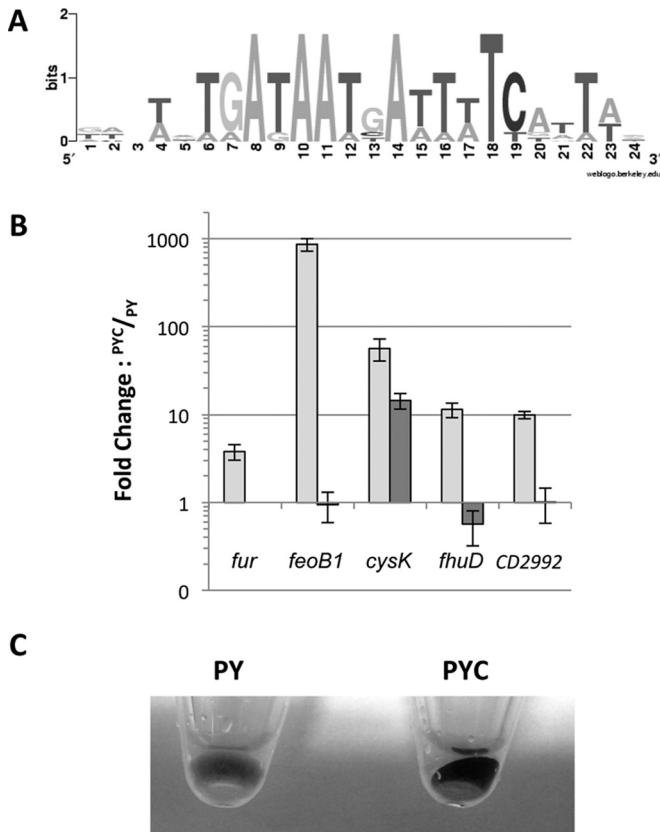 A
bits
2
1
0
T T G A T A A T G A T T T T C A T T A
5′ 1 2 3 4 5 6 7 8 9 10 11 12 13 14 15 16 17 18 19 20 21 22 23 24 3′
weblogo.berkeley.edu
B
Fold Change : PYC/PY
1000
100
10
1
0
fur feoB1 cysK fhuD CD2992
C
PY PYC